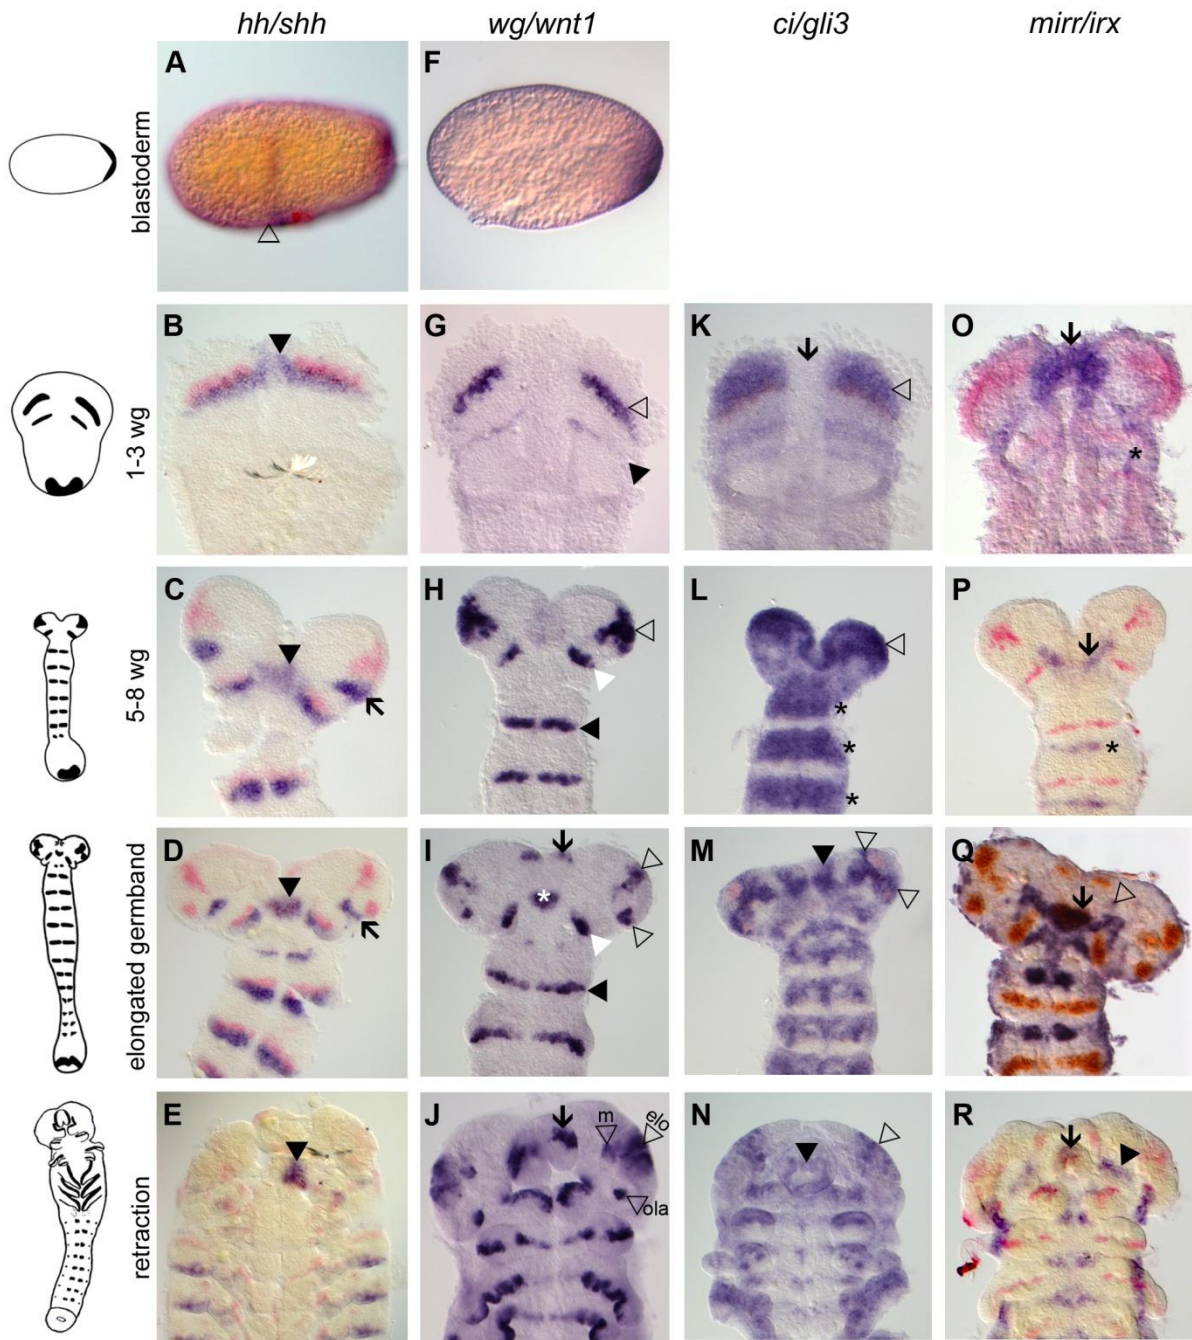 hh/shh wg/wnt1 ci/gli3 mirr/irx
A F
blastoderm
B G K O
1-3 wg
*
C H L P
5-8 wg
* * * *
D I M Q
elongated germband
*
E J N R
m elo
ola
retraction